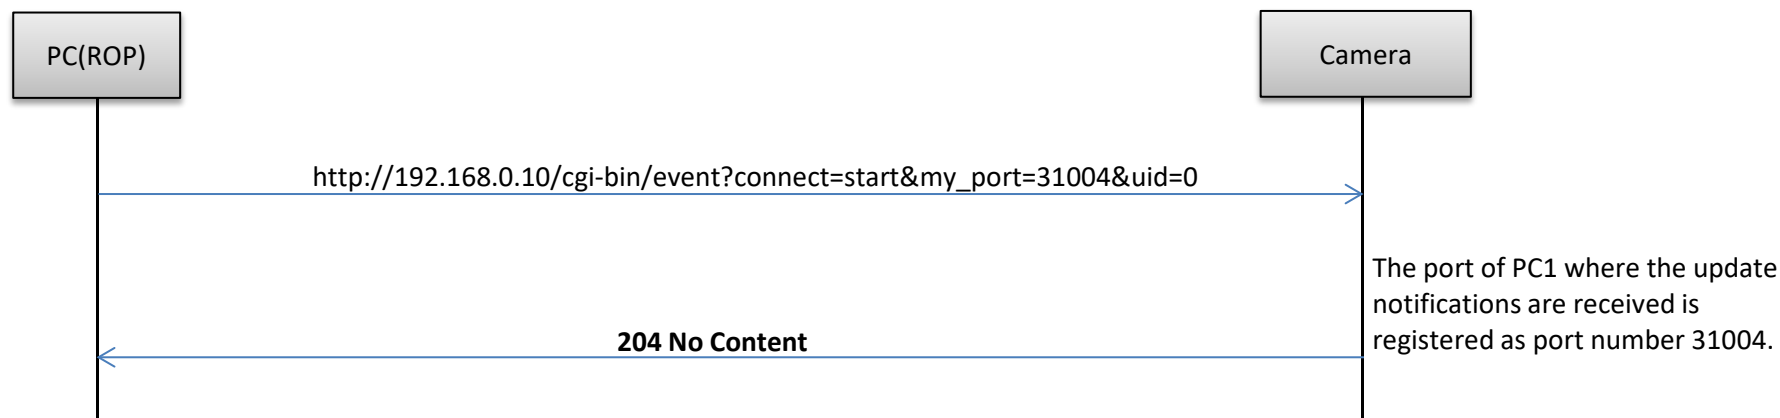 PC(ROP)
Camera
http://192.168.0.10/cgi-bin/event?connect=start&my_port=31004&uid=0
The port of PC1 where the update
notifications are received is
registered as port number 31004.
204 No Content